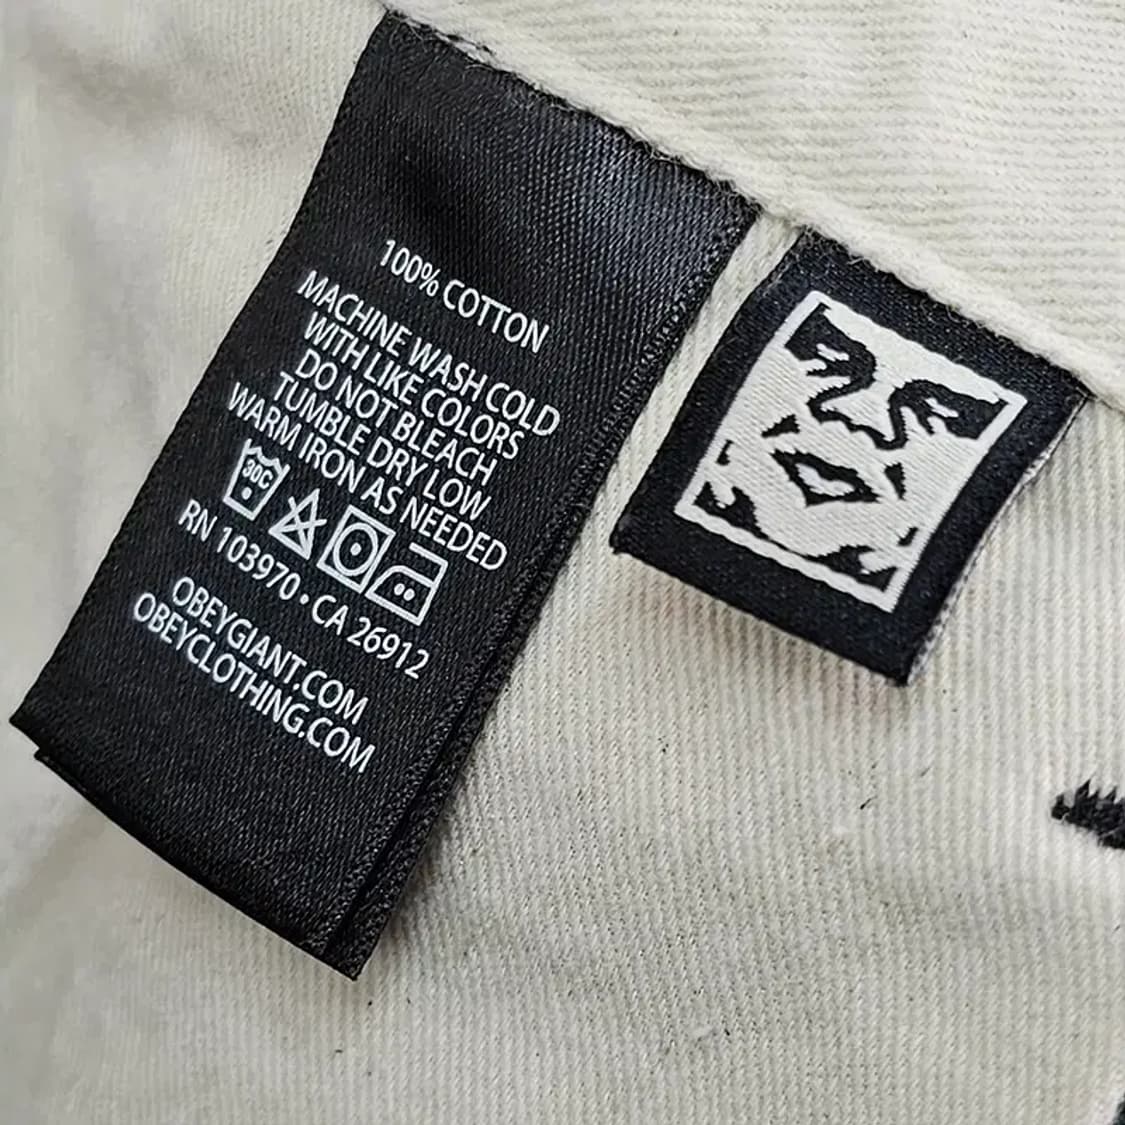 100% COTTON
MACHINE WASH COLD
WITH LIKE COLORS
DO NOT BLEACH
TUMBLE DRY LOW
WARM IRON AS NEEDED
30C
RN 103970 • CA 26912
OBEYGIANT.COM
OBEYCLOTHING.COM